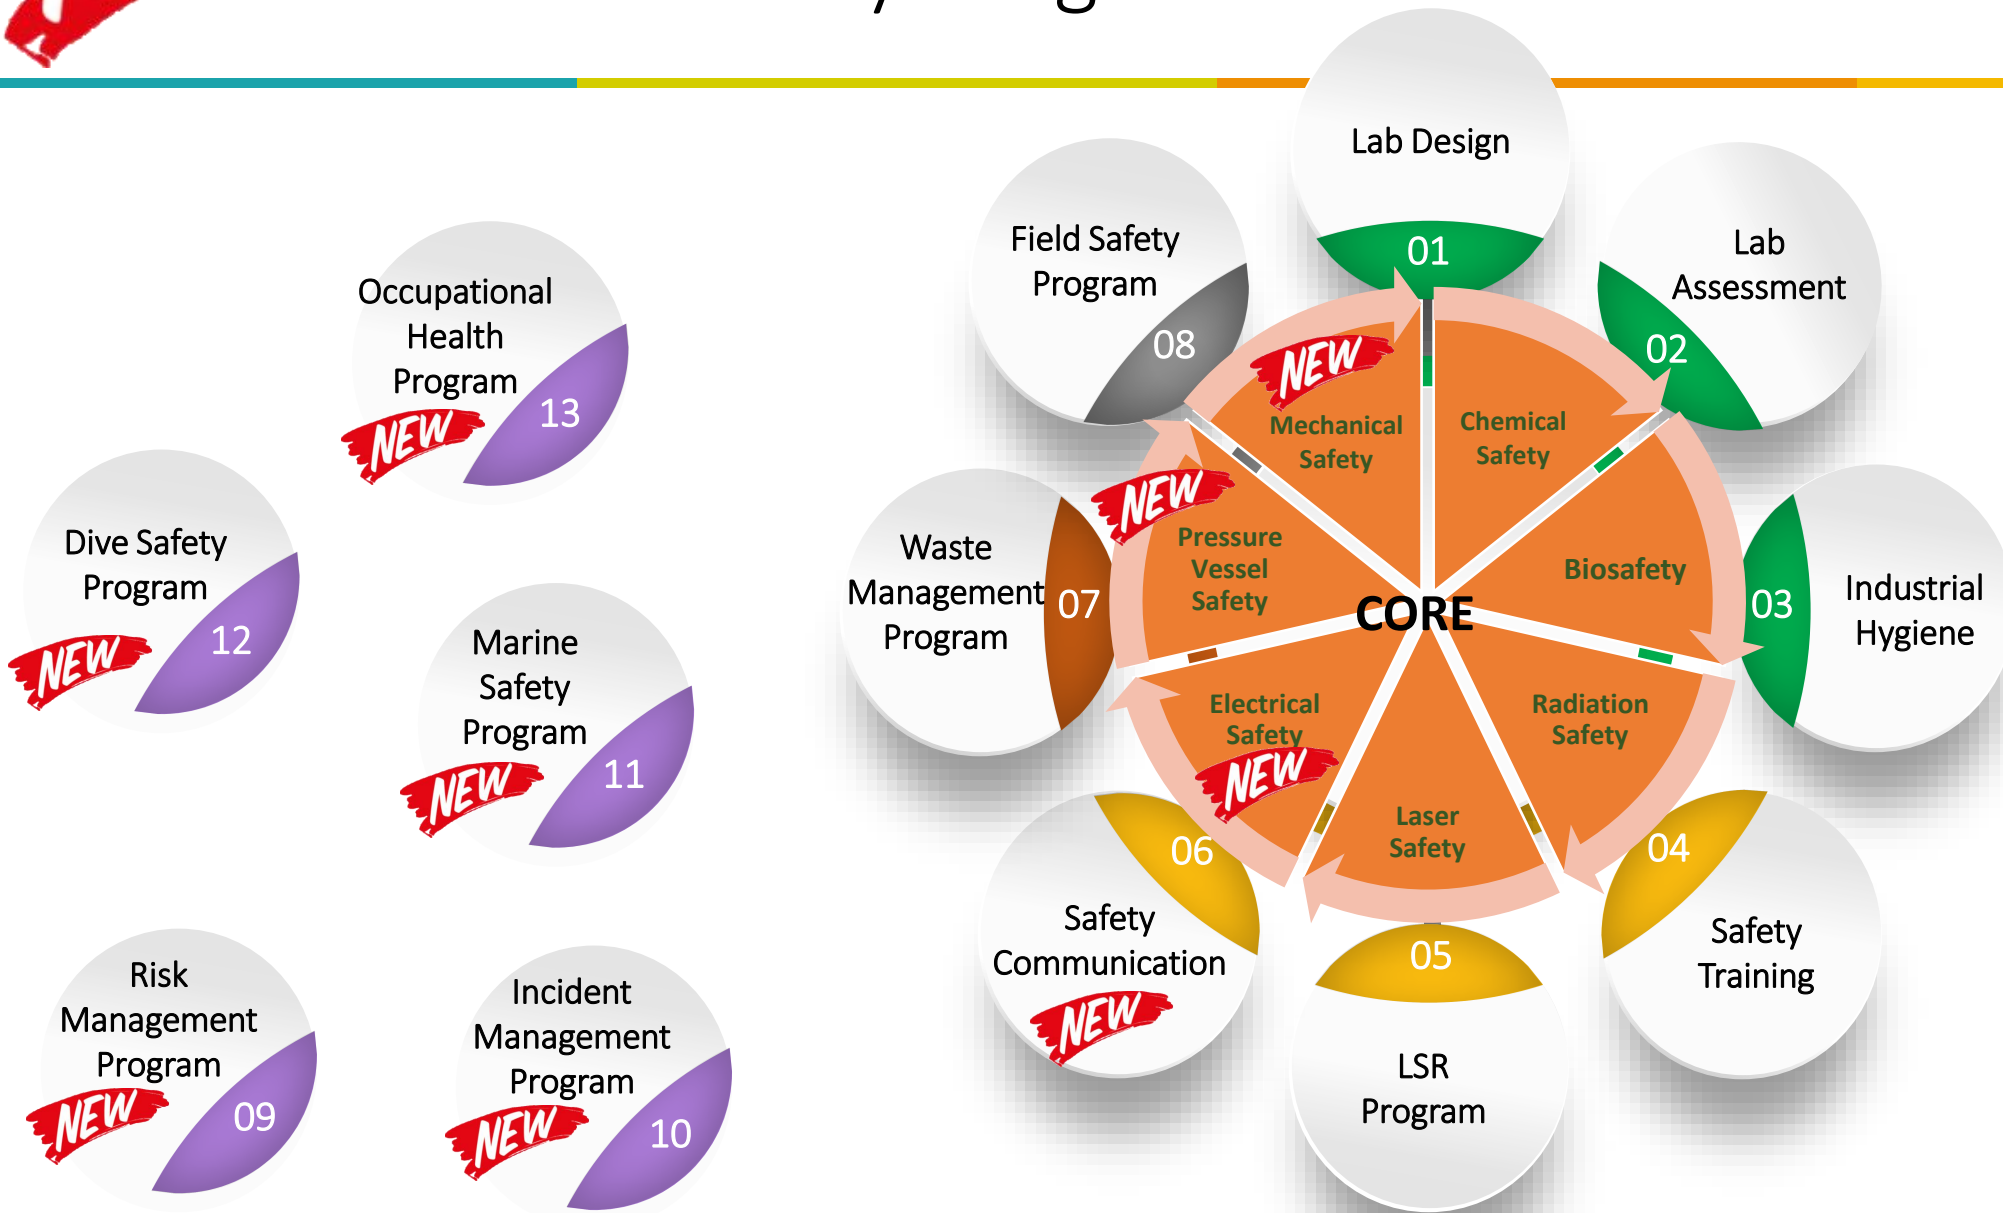 Lab Design
01
Lab
Assessment
02
Industrial
Hygiene
03
Safety
Training
04
LSR
Program
05
Safety
Communication
06
NEW
Waste
Management
Program
07
Field Safety
Program
08
Chemical
Safety
Biosafety
Radiation
Safety
Laser
Safety
Electrical
Safety
NEW
Pressure
Vessel
Safety
NEW
Mechanical
Safety
NEW
CORE
Risk
Management
Program
09
NEW
Incident
Management
Program
10
NEW
Marine
Safety
Program
11
NEW
Dive Safety
Program
12
NEW
Occupational
Health
Program
13
NEW